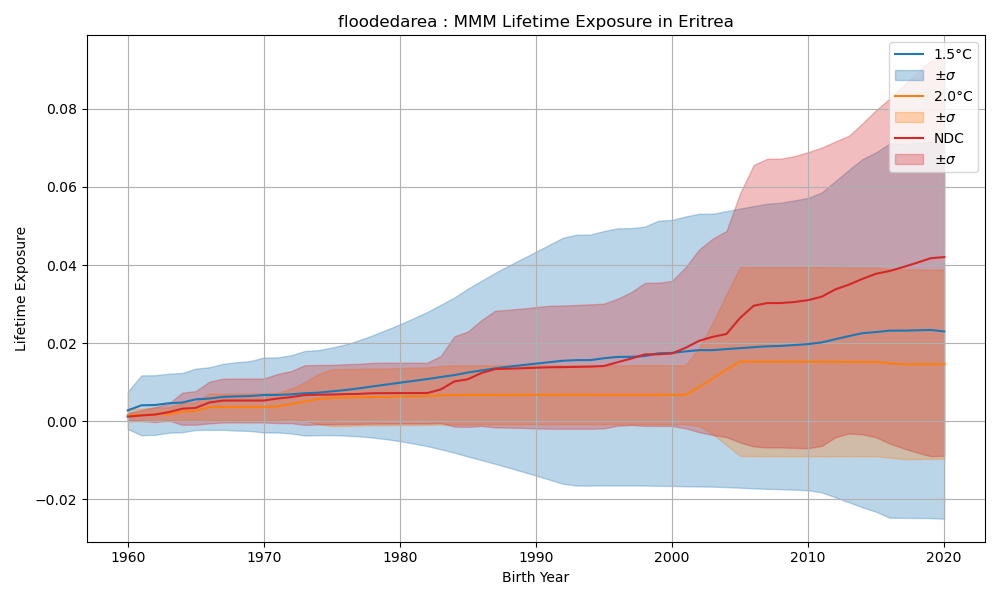 floodedarea : MMM Lifetime Exposure in Eritrea
1.5°C
±σ
2.0°C
±σ
NDC
±σ
Lifetime Exposure
0.08
0.06
0.04
0.02
0.00
−0.02
1960
1970
1980
1990
2000
2010
2020
Birth Year